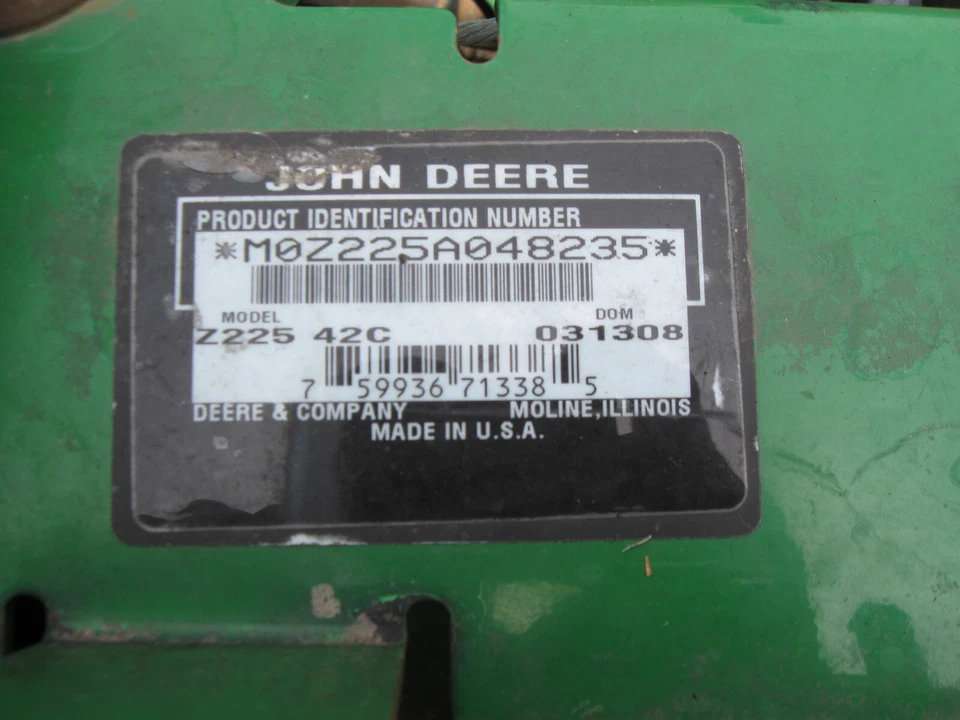 JOHN DEERE
PRODUCT IDENTIFICATION NUMBER
*M0Z225A048235*
MODEL DOM
Z225 42C 031308
7 59936 71338 5
DEERE & COMPANY MOLINE, ILLINOIS
MADE IN U.S.A.